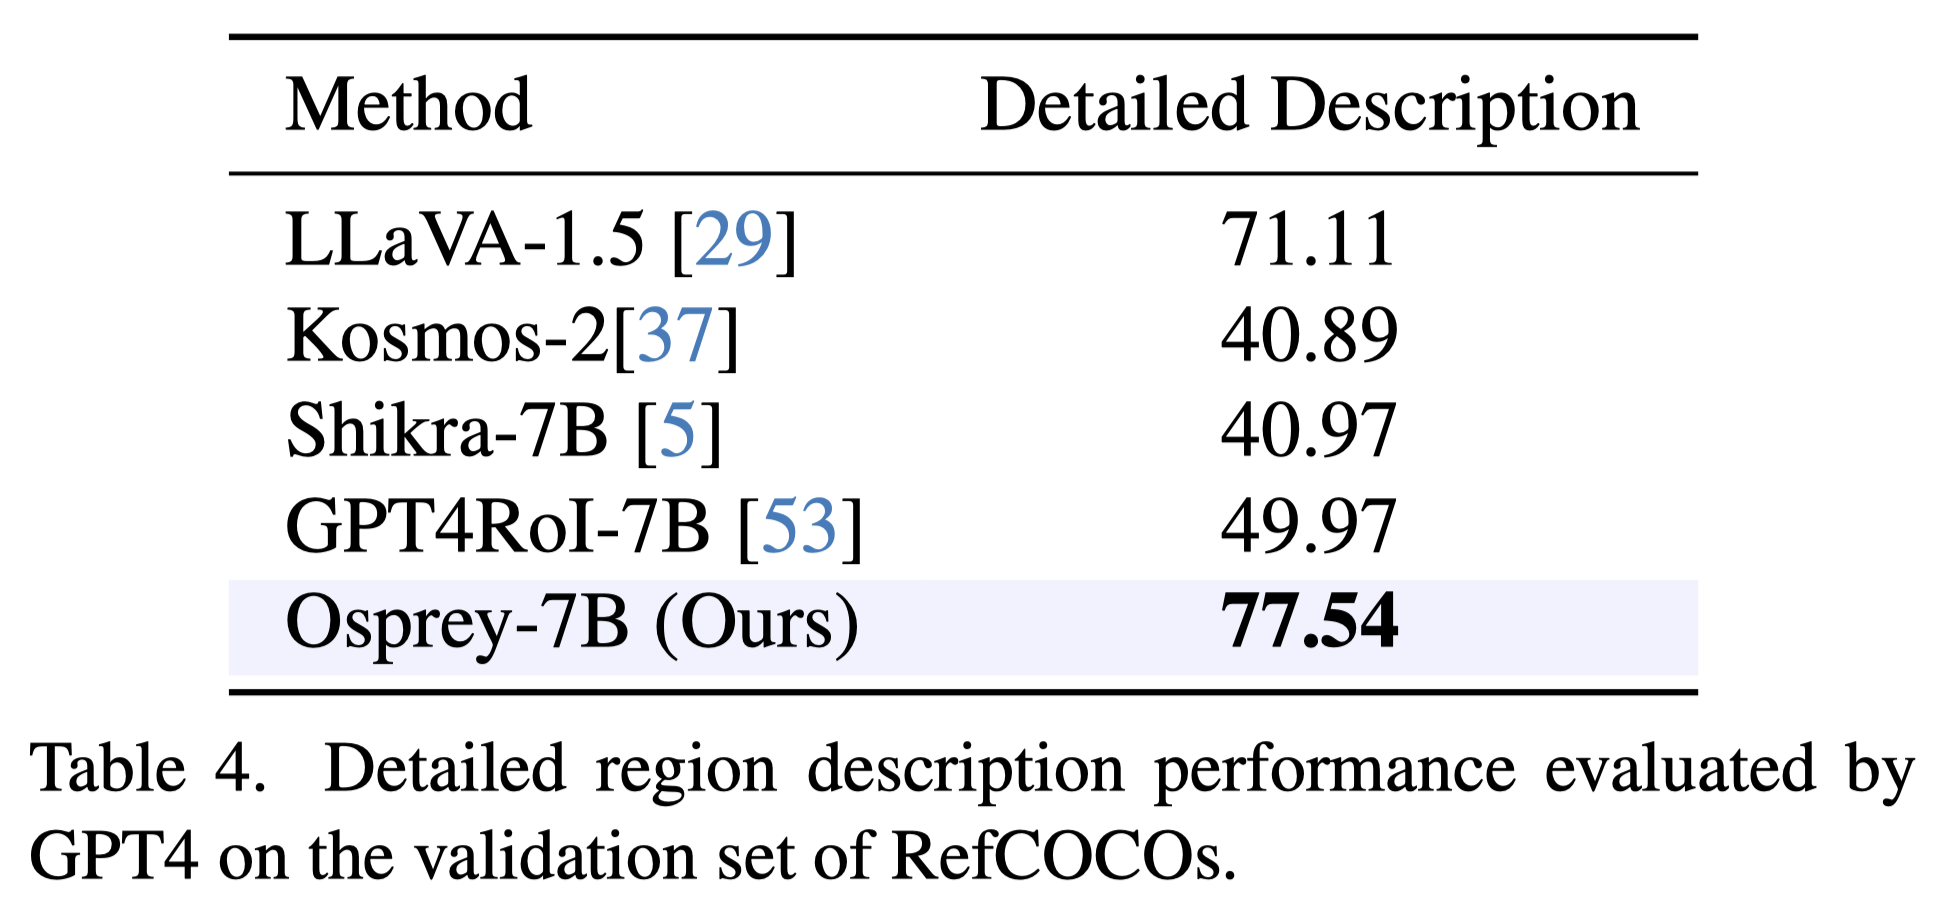 Method Detailed Description
LLaVA-1.5 [29] 71.11
Kosmos-2[37] 40.89
Shikra-7B [5] 40.97
GPT4RoI-7B [53] 49.97
Osprey-7B (Ours) 77.54
Table 4. Detailed region description performance evaluated by
GPT4 on the validation set of RefCOCOs.